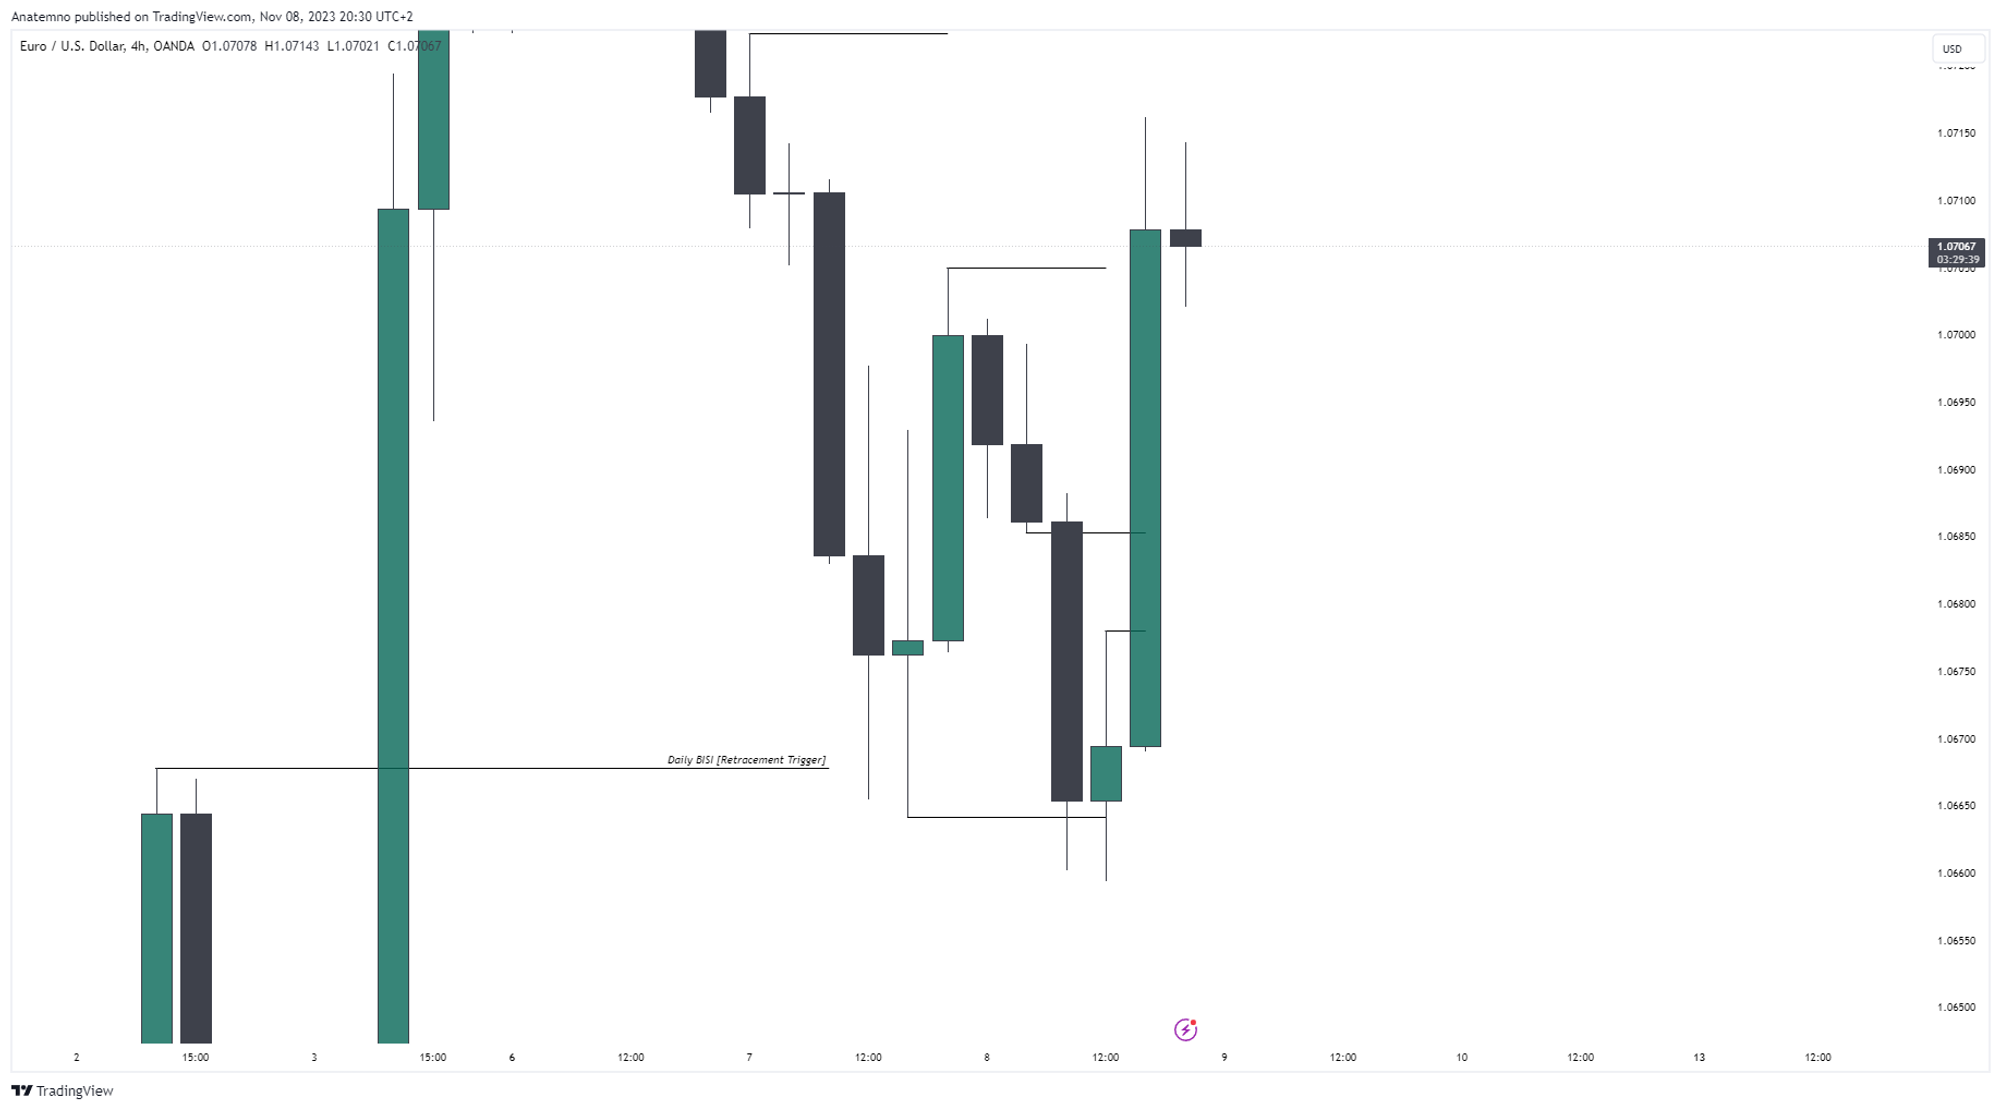 Anatemno published on TradingView.com, Nov 08, 2023 20:30 UTC+2
Euro / U.S. Dollar, 4h, OANDA O1.07078 H1.07143 L1.07021 C1.07067
USD
1.07150
1.07100
1.07067
03:29:39
1.07050
1.07000
1.06950
1.06900
1.06850
1.06800
1.06750
1.06700
Daily BISI [Retracement Trigger]
1.06650
1.06600
1.06550
1.06500
2 15:00 3 15:00 6 12:00 7 12:00 8 12:00 9 12:00 10 12:00 13 12:00
TradingView